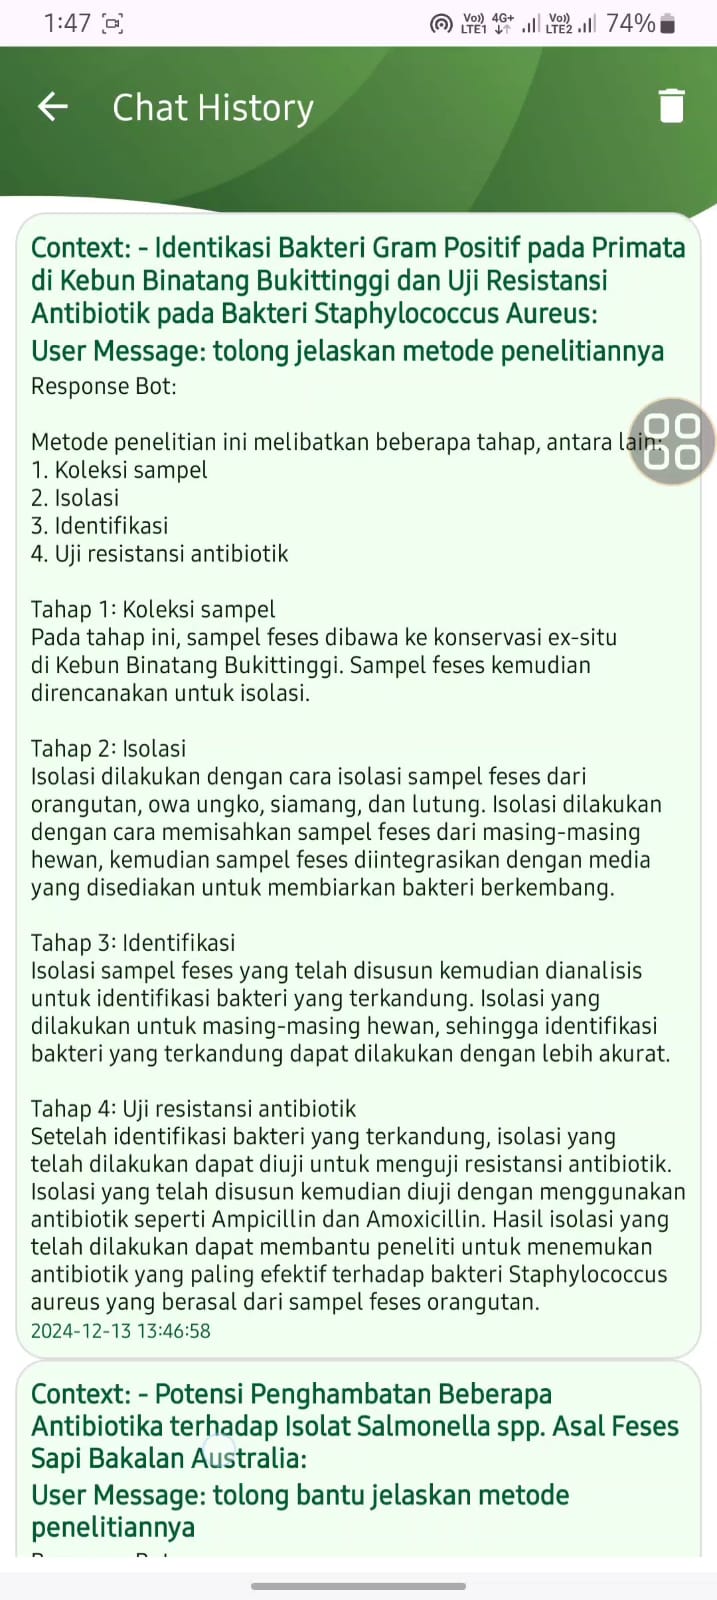 1:47
Vo)) 4G+ Vo)) 74%
LTE1 LTE2
Chat History
Context: - Identikasi Bakteri Gram Positif pada Primata
di Kebun Binatang Bukittinggi dan Uji Resistansi
Antibiotik pada Bakteri Staphylococcus Aureus:
User Message: tolong jelaskan metode penelitiannya
Response Bot:
Metode penelitian ini melibatkan beberapa tahap, antara lain:
1. Koleksi sampel
2. Isolasi
3. Identifikasi
4. Uji resistansi antibiotik
Tahap 1: Koleksi sampel
Pada tahap ini, sampel feses dibawa ke konservasi ex-situ
di Kebun Binatang Bukittinggi. Sampel feses kemudian
direncanakan untuk isolasi.
Tahap 2: Isolasi
Isolasi dilakukan dengan cara isolasi sampel feses dari
orangutan, owa ungko, siamang, dan lutung. Isolasi dilakukan
dengan cara memisahkan sampel feses dari masing-masing
hewan, kemudian sampel feses diintegrasikan dengan media
yang disediakan untuk membiarkan bakteri berkembang.
Tahap 3: Identifikasi
Isolasi sampel feses yang telah disusun kemudian dianalisis
untuk identifikasi bakteri yang terkandung. Isolasi yang
dilakukan untuk masing-masing hewan, sehingga identifikasi
bakteri yang terkandung dapat dilakukan dengan lebih akurat.
Tahap 4: Uji resistansi antibiotik
Setelah identifikasi bakteri yang terkandung, isolasi yang
telah dilakukan dapat diuji untuk menguji resistansi antibiotik.
Isolasi yang telah disusun kemudian diuji dengan menggunakan
antibiotik seperti Ampicillin dan Amoxicillin. Hasil isolasi yang
telah dilakukan dapat membantu peneliti untuk menemukan
antibiotik yang paling efektif terhadap bakteri Staphylococcus
aureus yang berasal dari sampel feses orangutan.
2024-12-13 13:46:58
Context: - Potensi Penghambatan Beberapa
Antibiotika terhadap Isolat Salmonella spp. Asal Feses
Sapi Bakalan Australia:
User Message: tolong bantu jelaskan metode
penelitiannya